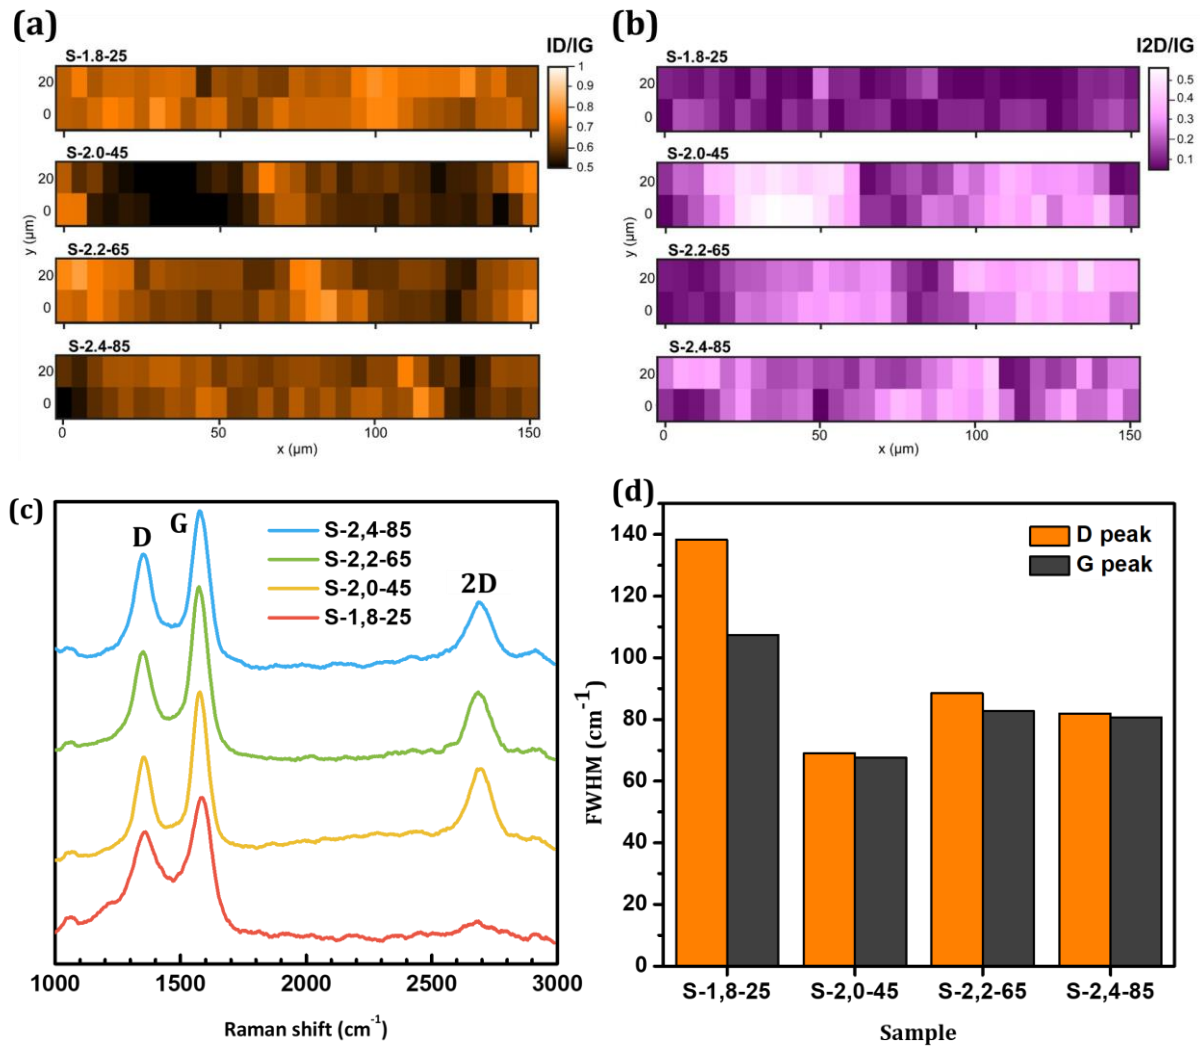 (a)
ID/IG
S-1.8-25
20
0
1
0.9
0.8
0.7
0.6
0.5
S-2.0-45
20
0
y (µm)
S-2.2-65
20
0
S-2.4-85
20
0
0 50 100 150
x (µm)
(b)
I2D/IG
S-1.8-25
20
0
0.5
0.4
0.3
0.2
0.1
S-2.0-45
20
0
y (µm)
S-2.2-65
20
0
S-2.4-85
20
0
0 50 100 150
x (µm)
(c)
D
G
2D
S-2,4-85
S-2,2-65
S-2,0-45
S-1,8-25
1000 1500 2000 2500 3000
Raman shift (cm⁻¹)
(d)
D peak
G peak
140
120
100
80
60
40
20
0
FWHM (cm⁻¹)
S-1,8-25 S-2,0-45 S-2,2-65 S-2,4-85
Sample